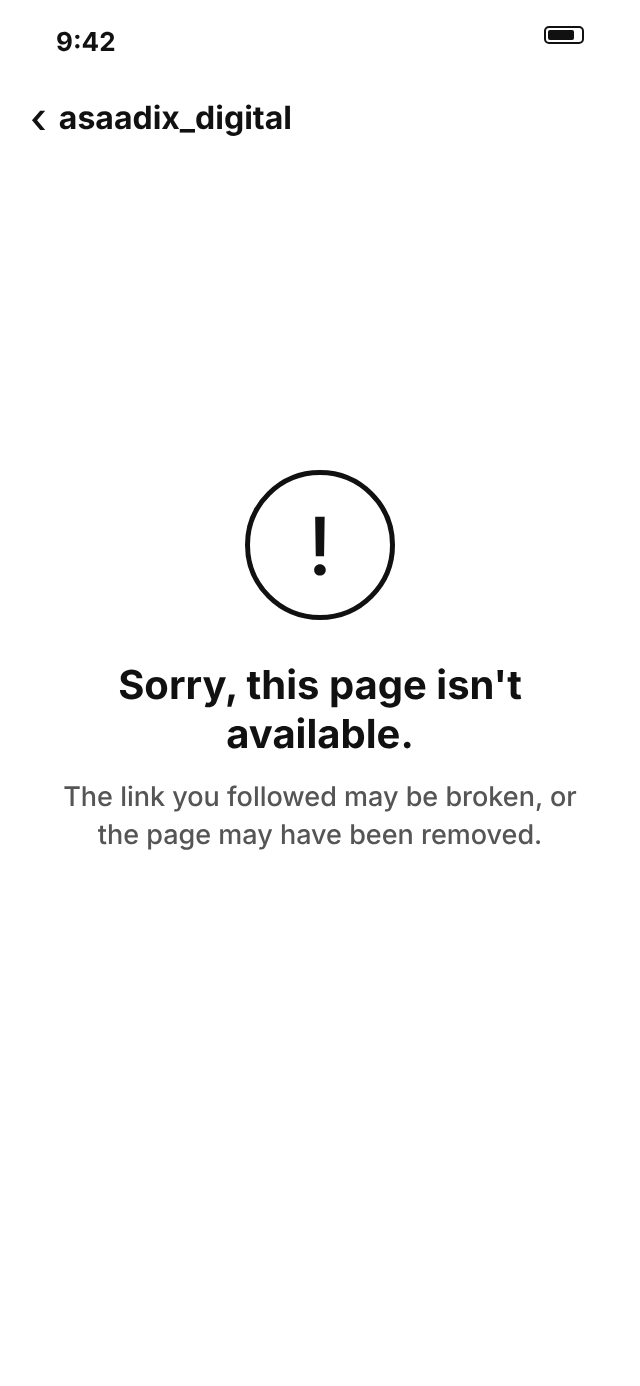 9:42
‹ asaadix_digital
!
Sorry, this page isn't
available.
The link you followed may be broken, or
the page may have been removed.